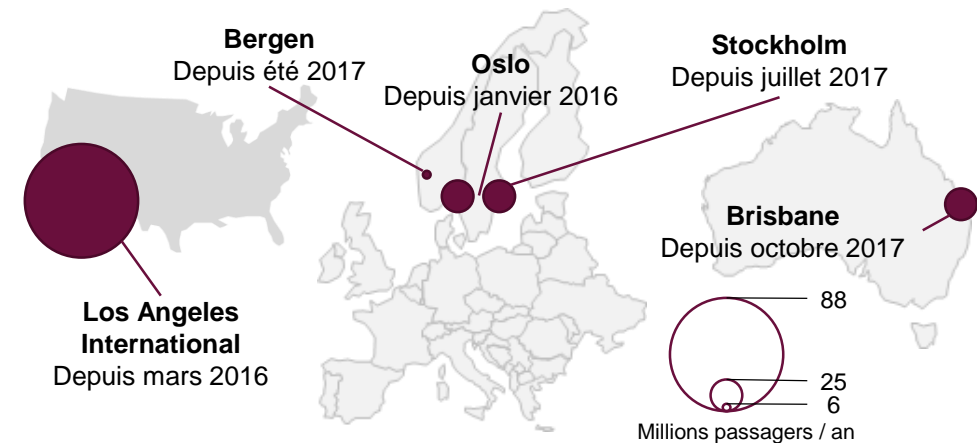 Bergen
Depuis été 2017
Oslo
Depuis janvier 2016
Stockholm
Depuis juillet 2017
Brisbane
Depuis octobre 2017
Los Angeles
International
Depuis mars 2016
88
25
6
Millions passagers / an